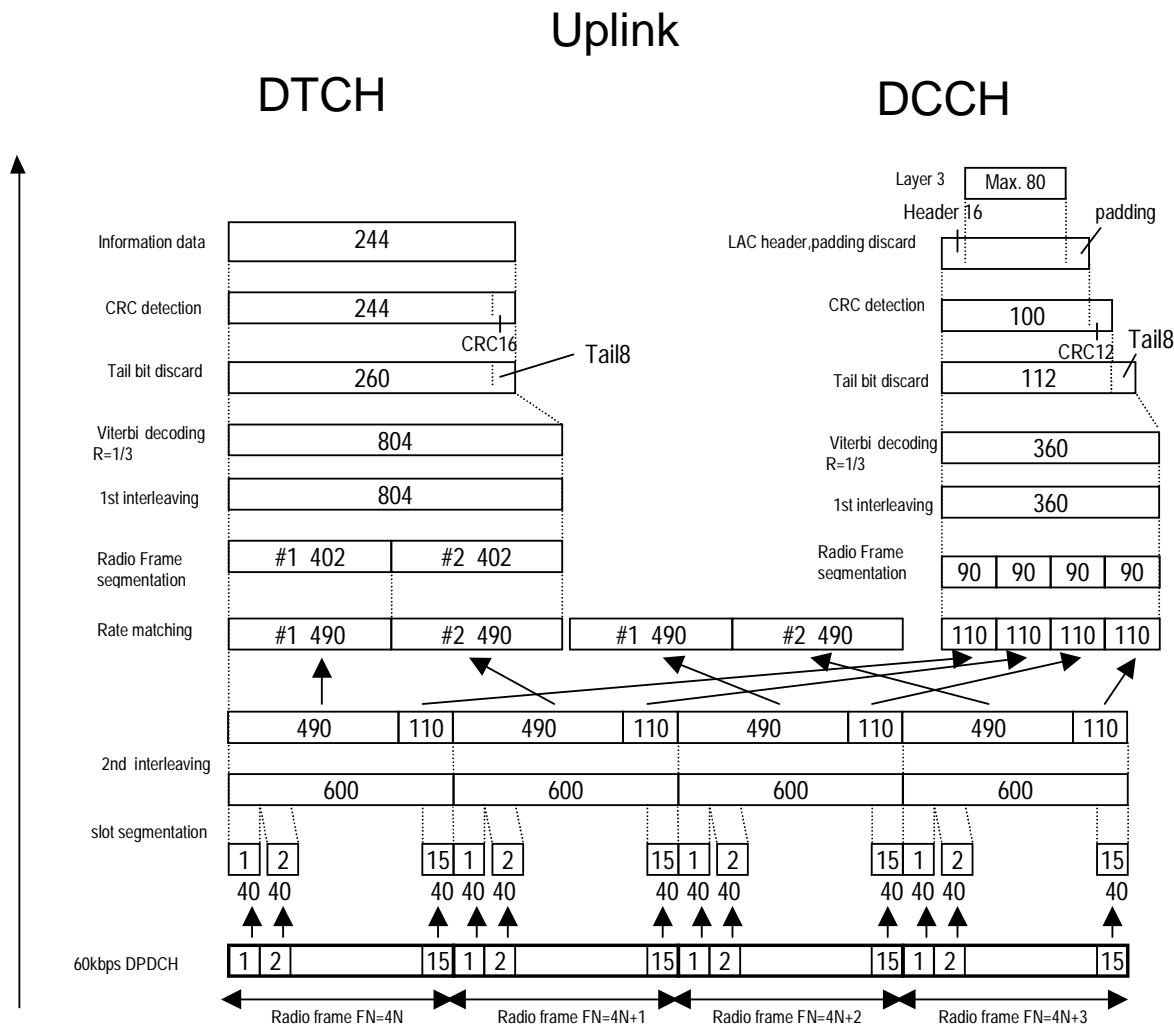 Uplink
DTCH DCCH
Layer 3 Max. 80
Header 16 padding
Information data 244 LAC header,padding discard
CRC detection 244 CRC detection 100
CRC16 Tail8 CRC12 Tail8
Tail bit discard 260 Tail bit discard 112
Viterbi decoding R=1/3 804 Viterbi decoding R=1/3 360
1st interleaving 804 1st interleaving 360
Radio Frame segmentation #1 402 #2 402 Radio Frame segmentation 90 90 90 90
Rate matching #1 490 #2 490 #1 490 #2 490 110 110 110 110
490 110 490 110 490 110 490 110
2nd interleaving
600 600 600 600
slot segmentation
1 2 15 1 2 15 1 2 15 1 2 15
40 40 40 40 40 40 40 40 40 40 40 40
60kbps DPDCH 1 2 15 1 2 15 1 2 15 1 2 15
Radio frame FN=4N Radio frame FN=4N+1 Radio frame FN=4N+2 Radio frame FN=4N+3